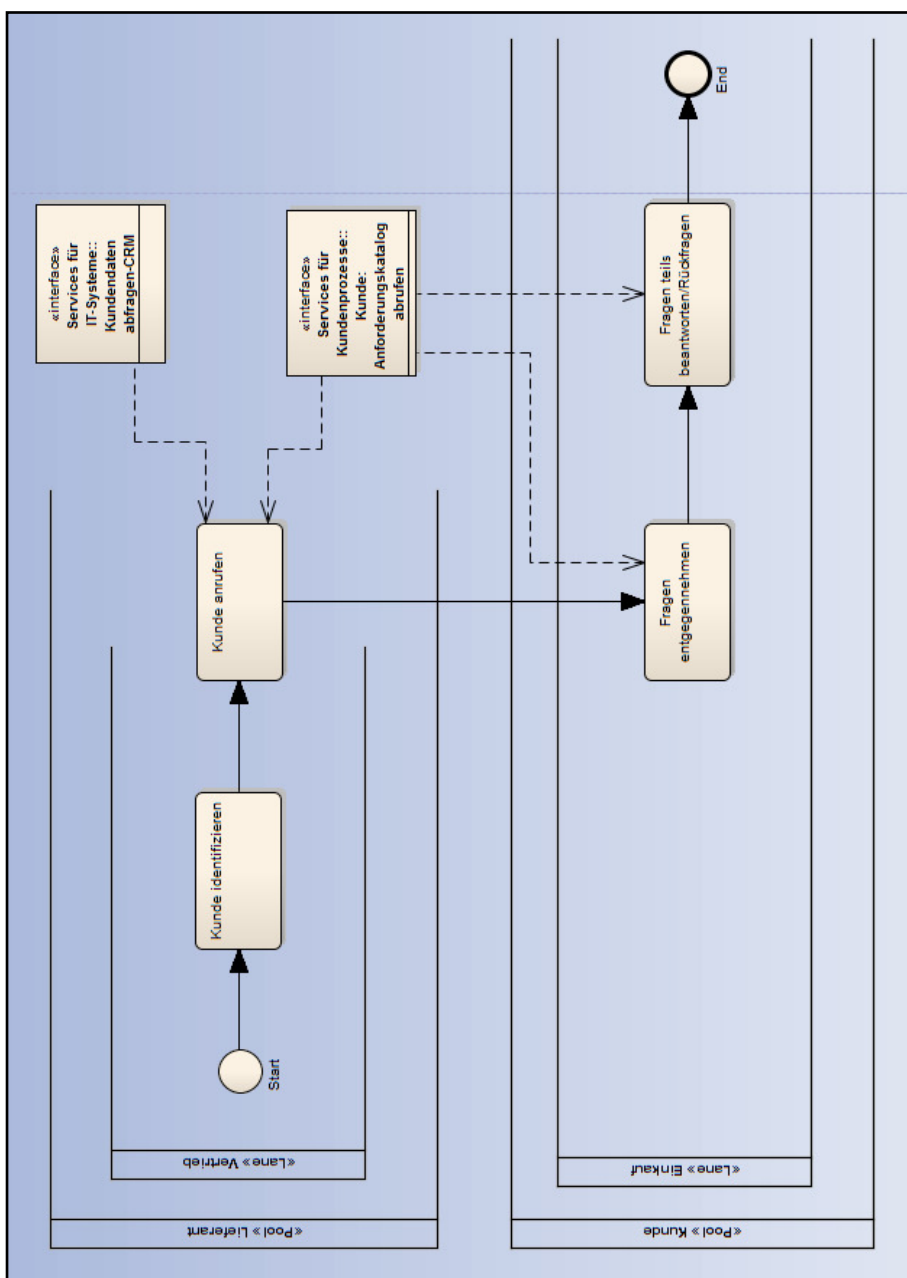 «Pool» Lieferant
«Lane» Vertrieb
Start
Kunde identifizieren
Kunde anrufen
«interface»
Services für
IT-Systeme::
Kundendaten
abfragen-CRM
«interface»
Services für
Kundenprozesse::
Kunde:
Anforderungskatalog
abrufen
«Pool» Kunde
«Lane» Einkauf
Fragen
entgegennehmen
Fragen teils
beantworten/Rückfragen
End